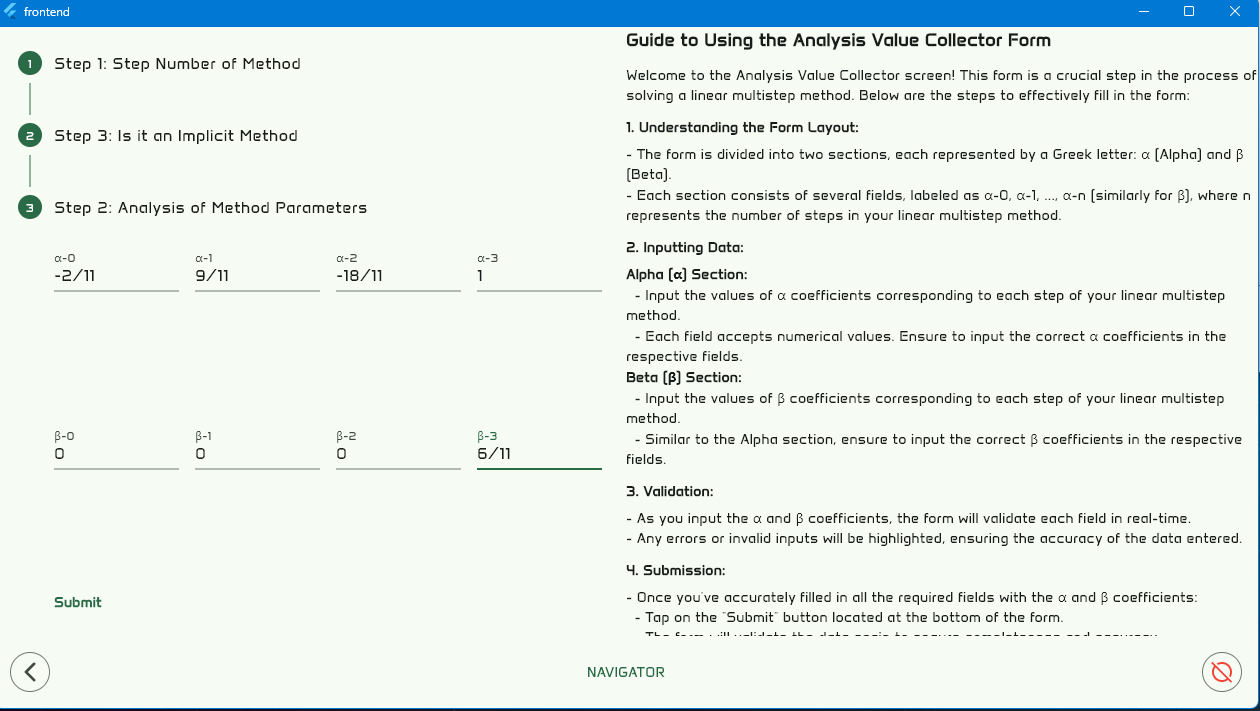 frontend
1 Step 1: Step Number of Method
2 Step 3: Is it an Implicit Method
3 Step 2: Analysis of Method Parameters
α-0 α-1 α-2 α-3
-2/11 9/11 -18/11 1
β-0 β-1 β-2 β-3
0 0 0 6/11
Submit
Guide to Using the Analysis Value Collector Form
Welcome to the Analysis Value Collector screen! This form is a crucial step in the process of
solving a linear multistep method. Below are the steps to effectively fill in the form:
1. Understanding the Form Layout:
- The form is divided into two sections, each represented by a Greek letter: α (Alpha) and β
(Beta).
- Each section consists of several fields, labeled as α-0, α-1, ..., α-n (similarly for β), where n
represents the number of steps in your linear multistep method.
2. Inputting Data:
Alpha (α) Section:
- Input the values of α coefficients corresponding to each step of your linear multistep
method.
- Each field accepts numerical values. Ensure to input the correct α coefficients in the
respective fields.
Beta (β) Section:
- Input the values of β coefficients corresponding to each step of your linear multistep
method.
- Similar to the Alpha section, ensure to input the correct β coefficients in the respective
fields.
3. Validation:
- As you input the α and β coefficients, the form will validate each field in real-time.
- Any errors or invalid inputs will be highlighted, ensuring the accuracy of the data entered.
4. Submission:
- Once you've accurately filled in all the required fields with the α and β coefficients:
- Tap on the "Submit" button located at the bottom of the form.
- The form will validate the data again to ensure completeness and accuracy.
NAVIGATOR